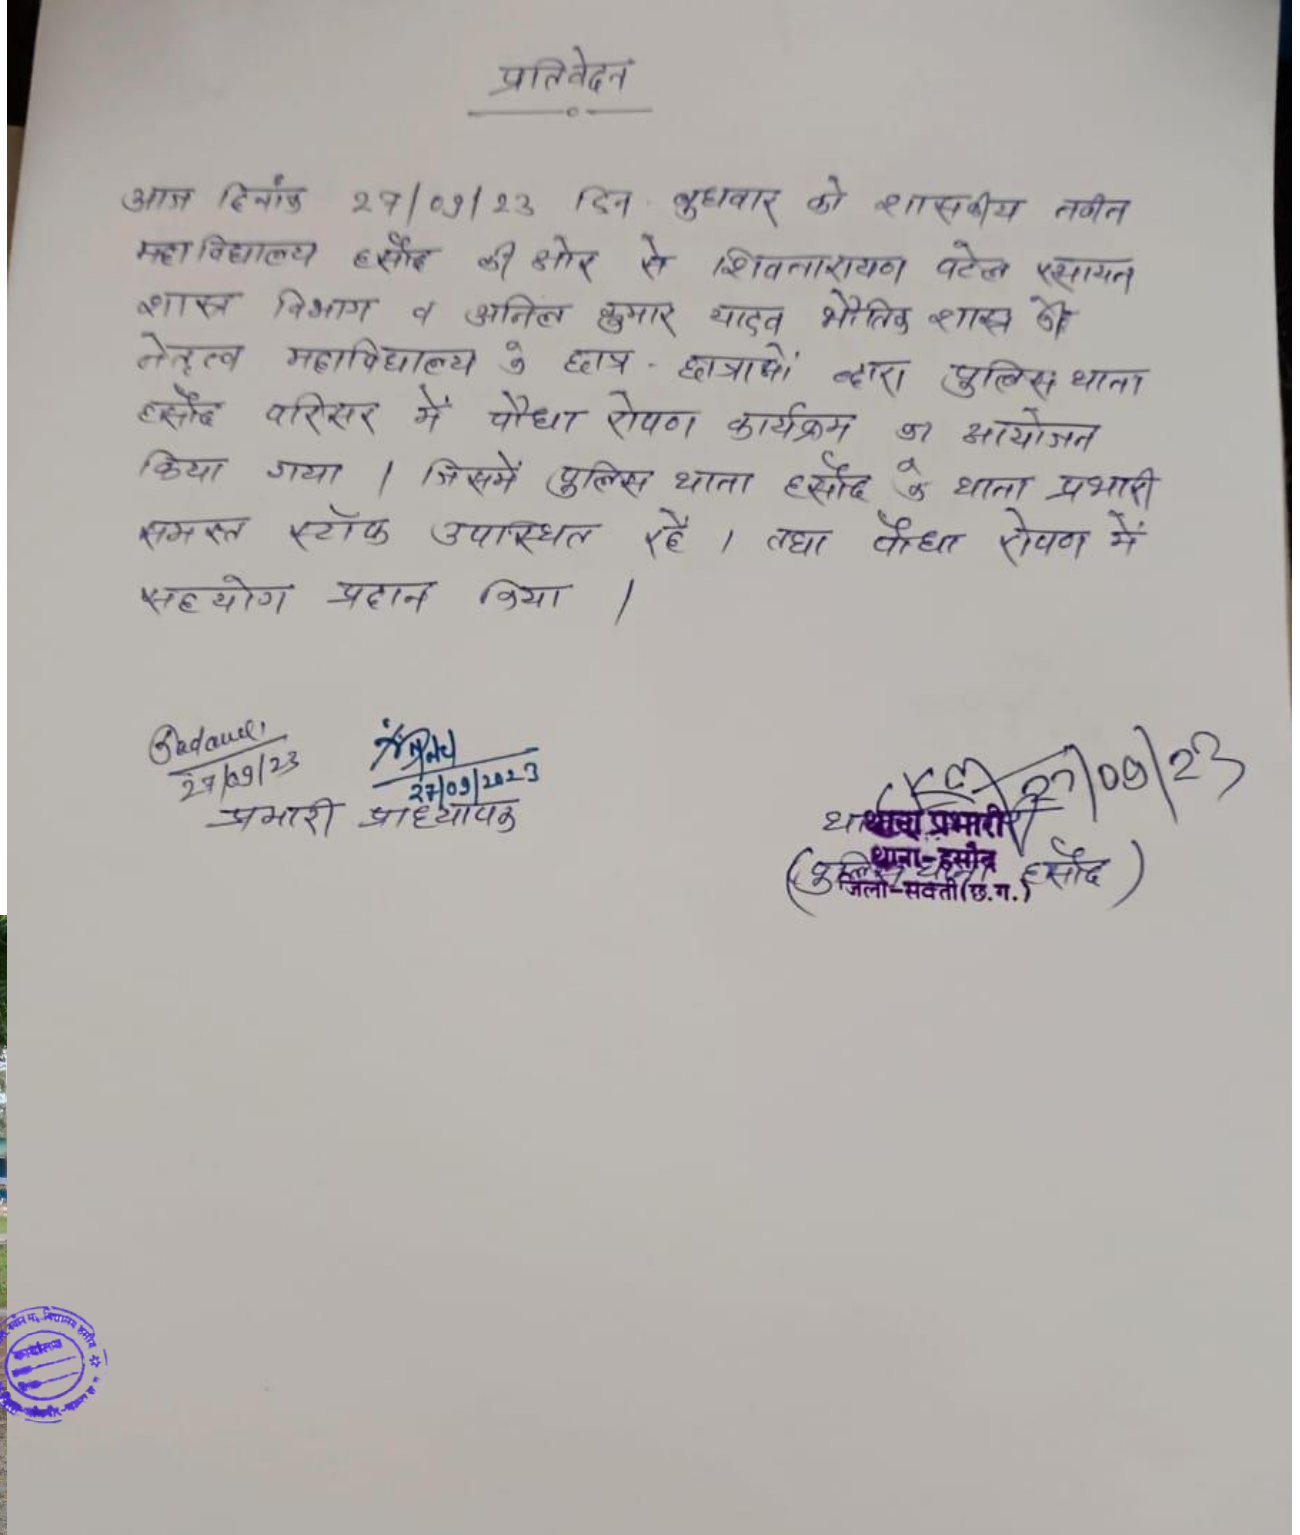 प्रतिवेदन
आज दिनांक 27/09/23 दिन बुधवार को शासकीय नवीन
महाविद्यालय हसौद की ओर से शिवनारायण पटेल रसायन
शास्त्र विभाग व अनिल कुमार यादव भौतिक शास्त्र के
नेतृत्व महाविद्यालय के छात्र - छात्राओं द्वारा पुलिस थाना
हसौद परिसर में पौधा रोपण कार्यक्रम का आयोजन
किया गया । जिसमें पुलिस थाना हसौद के थाना प्रभारी
समस्त स्टॉफ उपस्थित रहें । तथा पौधा रोपण में
सहयोग प्रदान किया ।
27/09/23 27/09/2023
27/09/23
प्रभारी प्राध्यापक
थाना प्रभारी
थाना-हसौद
(पुलिस थाना हसौद)
जिला-सक्ती(छ.ग.)
कार्यालय